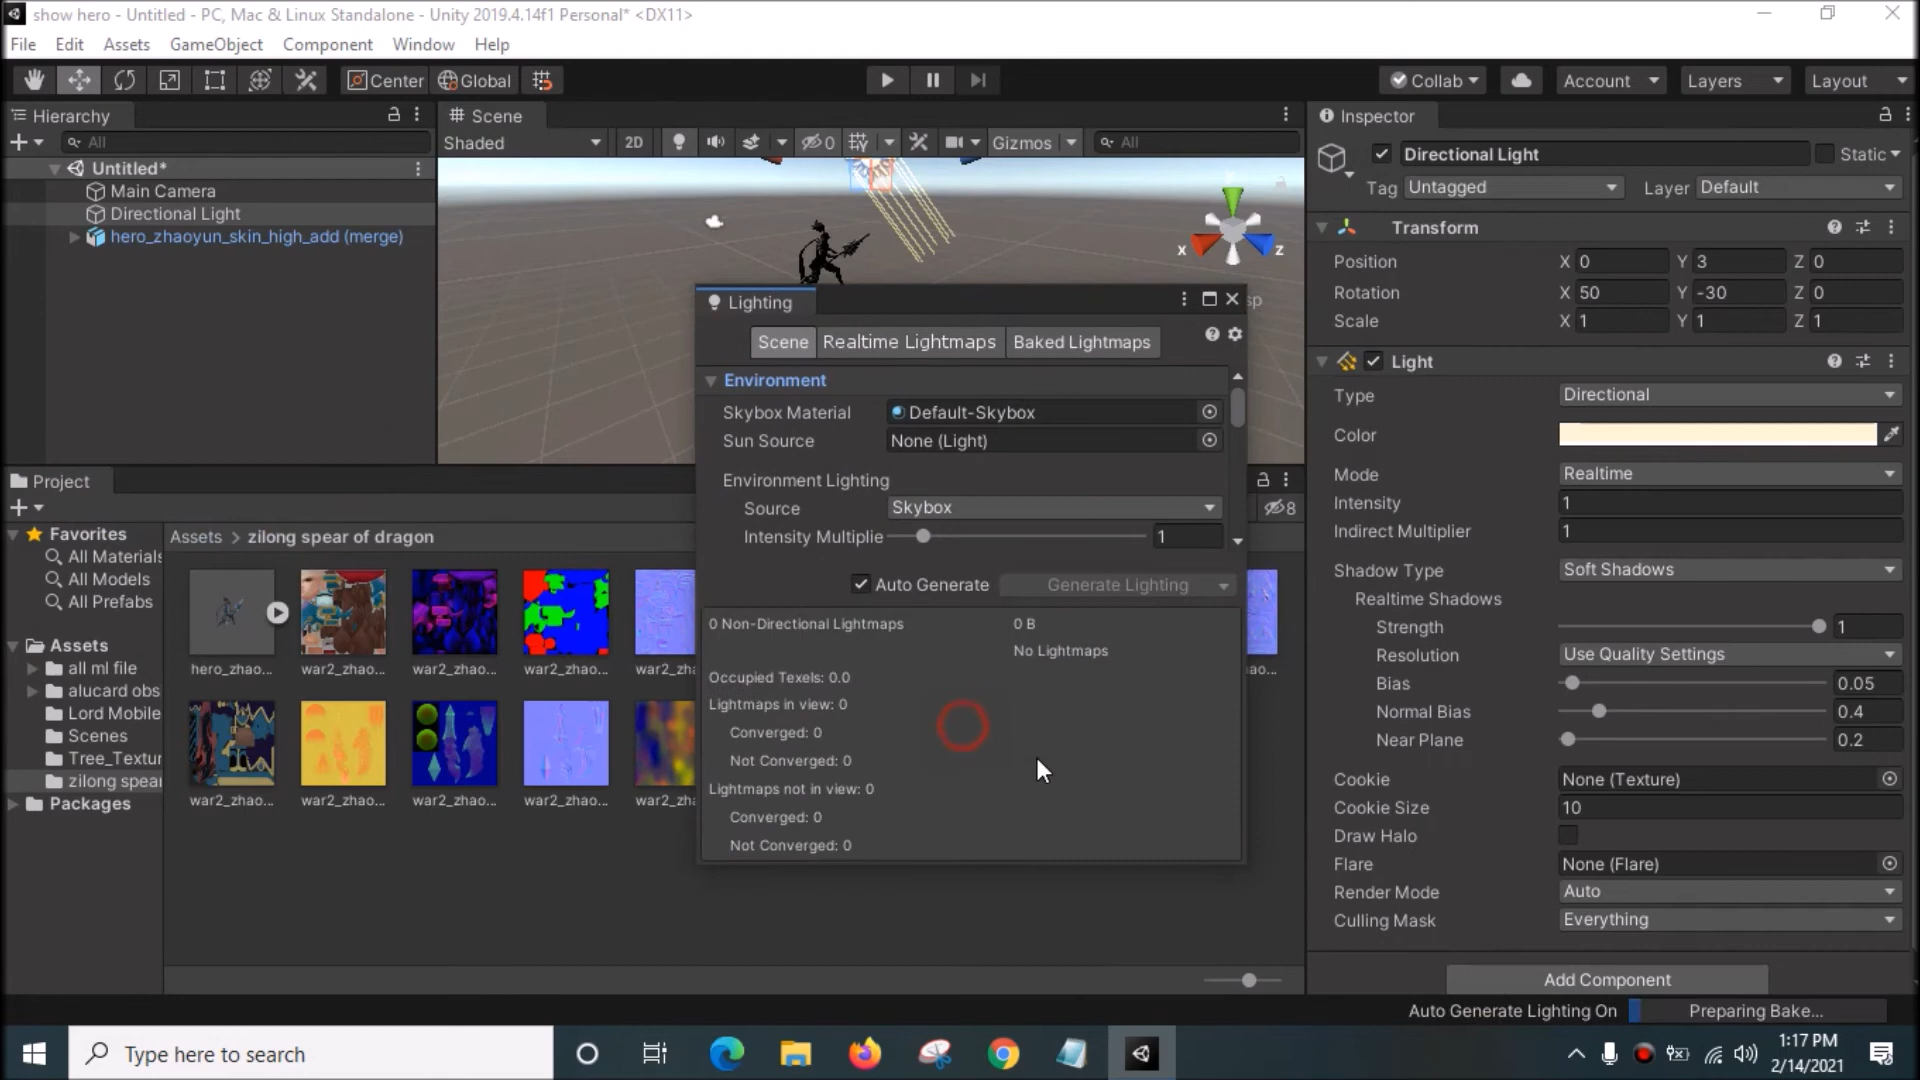 show hero - Untitled - PC, Mac & Linux Standalone - Unity 2019.4.14f1 Personal* <DX11>
File Edit Assets GameObject Component Window Help
Center Global Collab Account Layers Layout
Hierarchy
All
Untitled*
Main Camera
Directional Light
hero_zhaoyun_skin_high_add (merge)
Scene
Shaded 2D 0 Gizmos All
y
x
z
sp
Lighting
Scene Realtime Lightmaps Baked Lightmaps
Environment
Skybox Material Default-Skybox
Sun Source None (Light)
Environment Lighting
Source Skybox
Intensity Multiplie 1
Auto Generate Generate Lighting
0 Non-Directional Lightmaps 0 B
No Lightmaps
Occupied Texels: 0.0
Lightmaps in view: 0
Converged: 0
Not Converged: 0
Lightmaps not in view: 0
Converged: 0
Not Converged: 0
Project
8
Favorites
All Materials
All Models
All Prefabs
Assets
all ml file
alucard obs
Lord Mobile
Scenes
Tree_Textur
zilong spear
Packages
Assets > zilong spear of dragon
hero_zhao... war2_zhao... war2_zhao... war2_zhao... war2_zha ao...
war2_zhao... war2_zhao... war2_zhao... war2_zhao... war2_zha
Inspector
Directional Light Static
Tag Untagged Layer Default
Transform
Position X 0 Y 3 Z 0
Rotation X 50 Y -30 Z 0
Scale X 1 Y 1 Z 1
Light
Type Directional
Color
Mode Realtime
Intensity 1
Indirect Multiplier 1
Shadow Type Soft Shadows
Realtime Shadows
Strength 1
Resolution Use Quality Settings
Bias 0.05
Normal Bias 0.4
Near Plane 0.2
Cookie None (Texture)
Cookie Size 10
Draw Halo
Flare None (Flare)
Render Mode Auto
Culling Mask Everything
Add Component
Auto Generate Lighting On Preparing Bake...
Type here to search
1:17 PM
2/14/2021